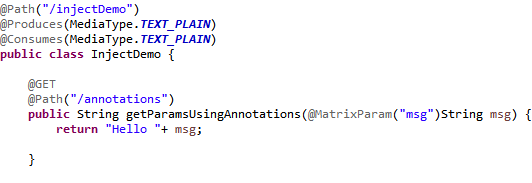 @Path("/injectDemo")
@Produces(MediaType.TEXT_PLAIN)
@Consumes(MediaType.TEXT_PLAIN)
public class InjectDemo {
@GET
@Path("/annotations")
public String getParamsUsingAnnotations(@MatrixParam("msg")String msg) {
return "Hello "+ msg;
}